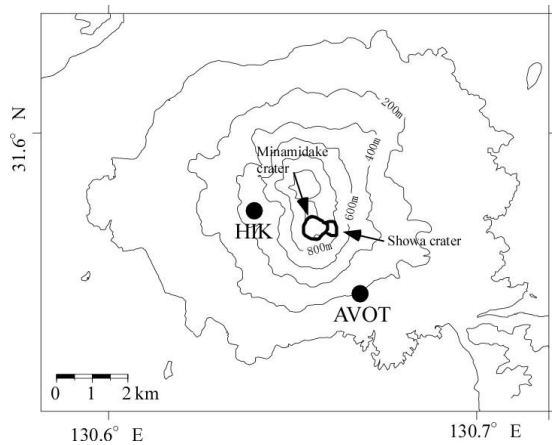 200m
31.6° N
400m
Minamidake
crater
600m
HIK
Showa crater
800m
AVOT
0 1 2 km
130.6° E
130.7° E